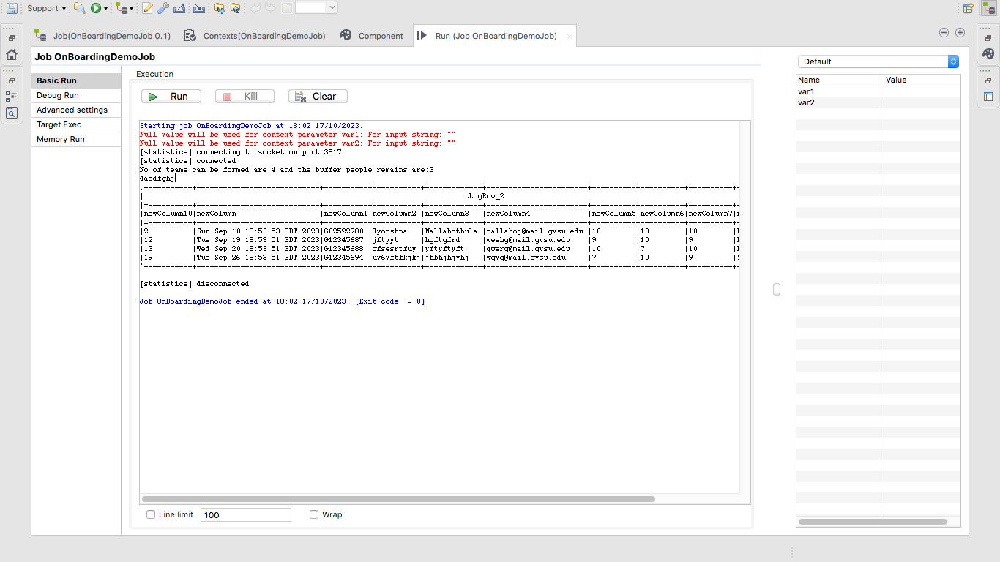 Support
Job(OnBoardingDemoJob 0.1) Contexts(OnBoardingDemoJob) Component Run (Job OnBoardingDemoJob)
Job OnBoardingDemoJob
Default
Basic Run
Debug Run
Advanced settings
Target Exec
Memory Run
Execution
Run Kill Clear
Starting job OnBoardingDemoJob at 18:02 17/10/2023.
Null value will be used for context parameter var1: For input string: ""
Null value will be used for context parameter var2: For input string: ""
[statistics] connecting to socket on port 3817
[statistics] connected
No of teams can be formed are:4 and the buffer people remains are:3
4asdfghj
tLogRow_2
|newColumn10|newColumn |newColumn1|newColumn2 |newColumn3 |newColumn4 |newColumn5|newColumn6|newColumn7|
|2 |Sun Sep 10 18:50:53 EDT 2023|G02522780 |Jyotshna |Nallabothula |nallaboj@mail.gvsu.edu |10 |10 |10 |
|12 |Tue Sep 19 18:53:51 EDT 2023|G12345687 |jftyyt |hgftgfrd |weshg@mail.gvsu.edu |9 |10 |9 |
|13 |Wed Sep 20 18:53:51 EDT 2023|G12345688 |gfsesrtfuy |yftyftyft |qwerg@mail.gvsu.edu |10 |7 |10 |
|19 |Tue Sep 26 18:53:51 EDT 2023|G12345694 |uy6yftfkjkj|jhbhjhjvhj |wgvg@mail.gvsu.edu |7 |10 |9 |
[statistics] disconnected
Job OnBoardingDemoJob ended at 18:02 17/10/2023. [Exit code = 0]
Line limit 100 Wrap
Name Value
var1
var2